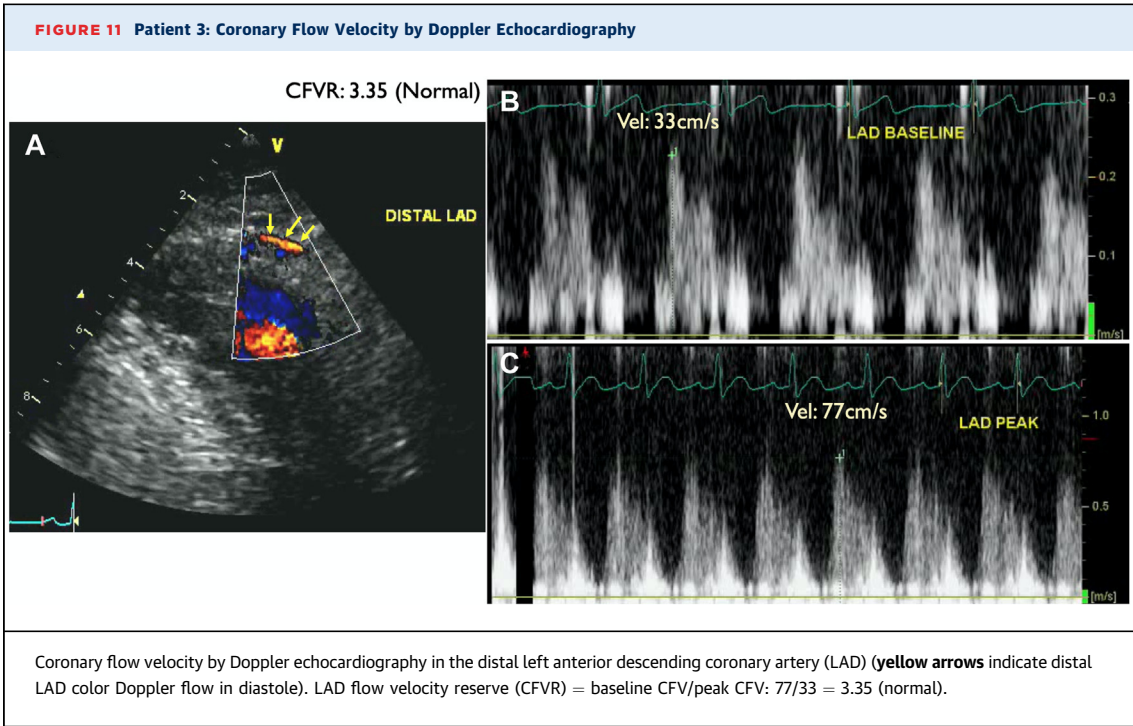 FIGURE 11 Patient 3: Coronary Flow Velocity by Doppler Echocardiography
CFVR: 3.35 (Normal)
A
V
DISTAL LAD
2
4
6
8
B
Vel: 33cm/s
LAD BASELINE
1
0.3
0.2
0.1
[m/s]
C
Vel: 77cm/s
LAD PEAK
1
1.0
0.5
[m/s]
Coronary flow velocity by Doppler echocardiography in the distal left anterior descending coronary artery (LAD) (yellow arrows indicate distal
LAD color Doppler flow in diastole). LAD flow velocity reserve (CFVR) = baseline CFV/peak CFV: 77/33 = 3.35 (normal).